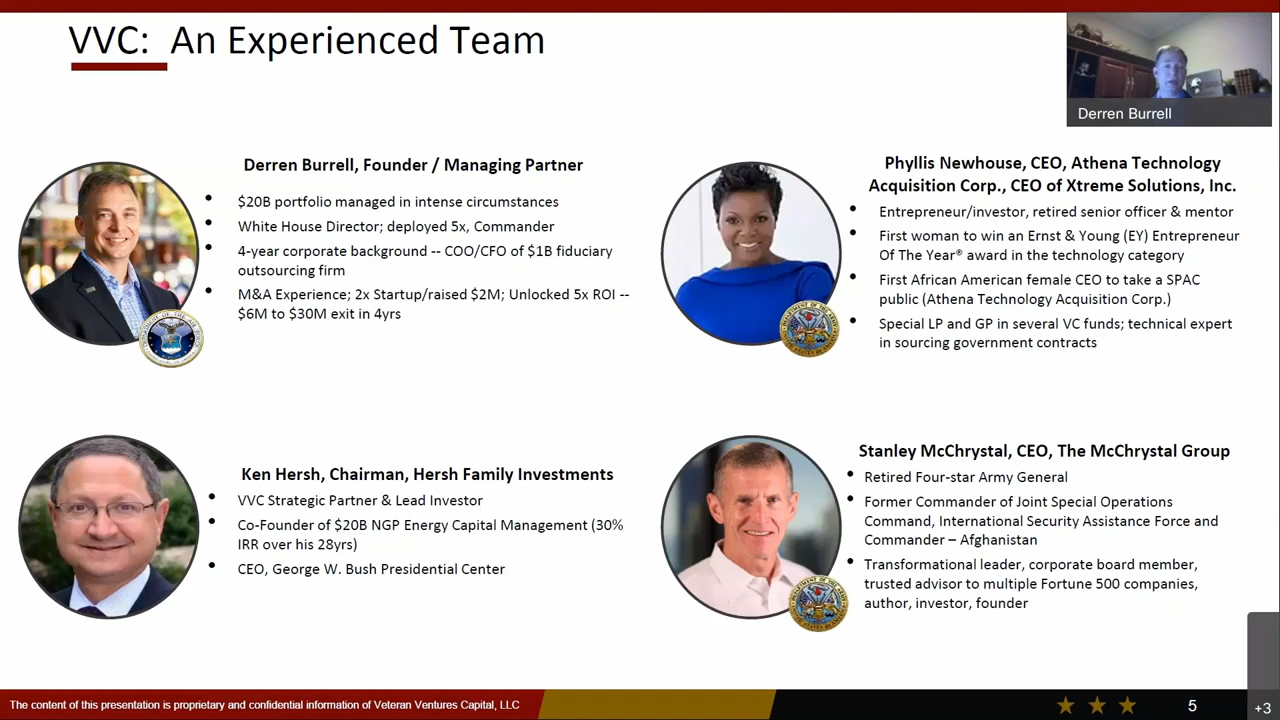 VVC: An Experienced Team
Derren Burrell
Derren Burrell, Founder / Managing Partner
• $20B portfolio managed in intense circumstances
• White House Director; deployed 5x, Commander
• 4-year corporate background -- COO/CFO of $1B fiduciary
outsourcing firm
• M&A Experience; 2x Startup/raised $2M; Unlocked 5x ROI --
$6M to $30M exit in 4yrs
Phyllis Newhouse, CEO, Athena Technology
Acquisition Corp., CEO of Xtreme Solutions, Inc.
• Entrepreneur/investor, retired senior officer & mentor
• First woman to win an Ernst & Young (EY) Entrepreneur
Of The Year® award in the technology category
• First African American female CEO to take a SPAC
public (Athena Technology Acquisition Corp.)
• Special LP and GP in several VC funds; technical expert
in sourcing government contracts
Ken Hersh, Chairman, Hersh Family Investments
• VVC Strategic Partner & Lead Investor
• Co-Founder of $20B NGP Energy Capital Management (30%
IRR over his 28yrs)
• CEO, George W. Bush Presidential Center
Stanley McChrystal, CEO, The McChrystal Group
• Retired Four-star Army General
• Former Commander of Joint Special Operations
Command, International Security Assistance Force and
Commander – Afghanistan
• Transformational leader, corporate board member,
trusted advisor to multiple Fortune 500 companies,
author, investor, founder
The content of this presentation is proprietary and confidential information of Veteran Ventures Capital, LLC
5
+3